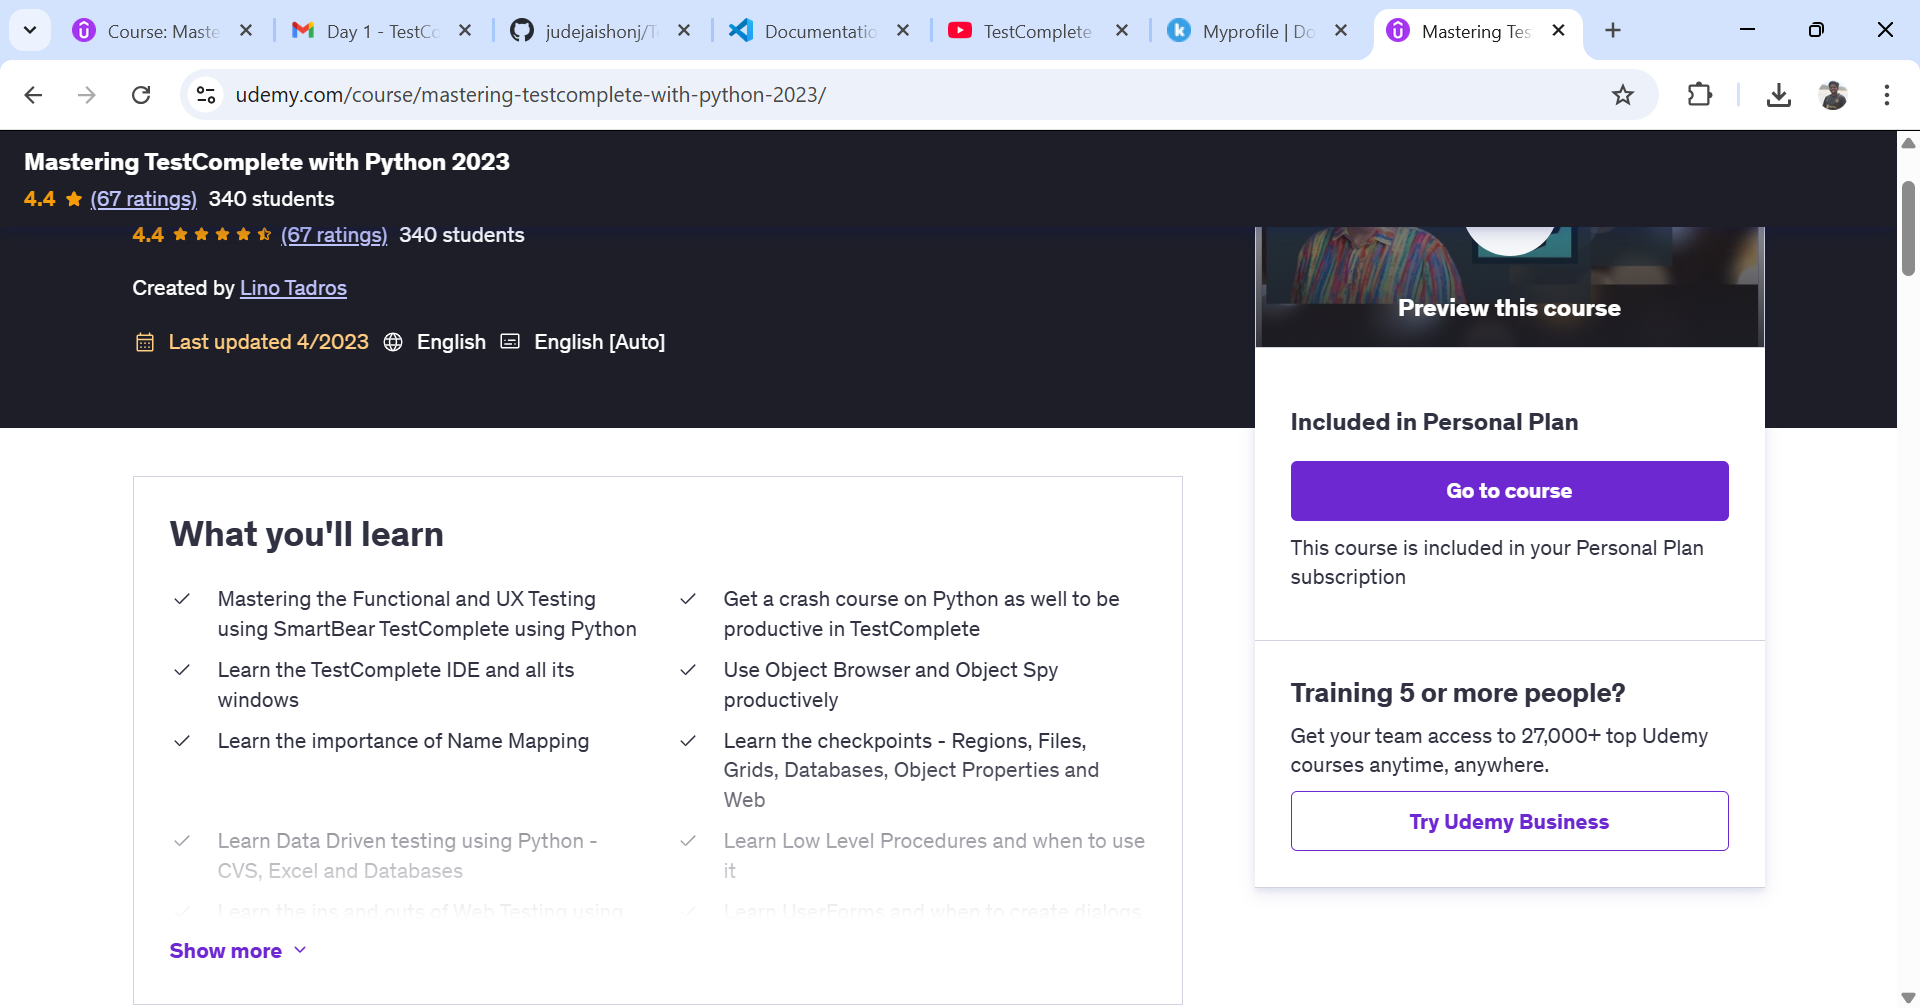 Course: Maste
Day 1 - TestCo
judejaishonj/Te
Documentatio
TestComplete
Myprofile | Do
Mastering Tes
udemy.com/course/mastering-testcomplete-with-python-2023/
Mastering TestComplete with Python 2023
4.4 (67 ratings) 340 students
4.4 (67 ratings) 340 students
Created by Lino Tadros
Last updated 4/2023 English English [Auto]
Preview this course
Included in Personal Plan
Go to course
This course is included in your Personal Plan
subscription
Training 5 or more people?
Get your team access to 27,000+ top Udemy
courses anytime, anywhere.
Try Udemy Business
What you'll learn
Mastering the Functional and UX Testing
using SmartBear TestComplete using Python
Get a crash course on Python as well to be
productive in TestComplete
Learn the TestComplete IDE and all its
windows
Use Object Browser and Object Spy
productively
Learn the importance of Name Mapping
Learn the checkpoints - Regions, Files,
Grids, Databases, Object Properties and
Web
Learn Data Driven testing using Python -
CVS, Excel and Databases
Learn Low Level Procedures and when to use
it
Learn the ins and outs of Web Testing using
Learn UserForms and when to create dialogs
Show more